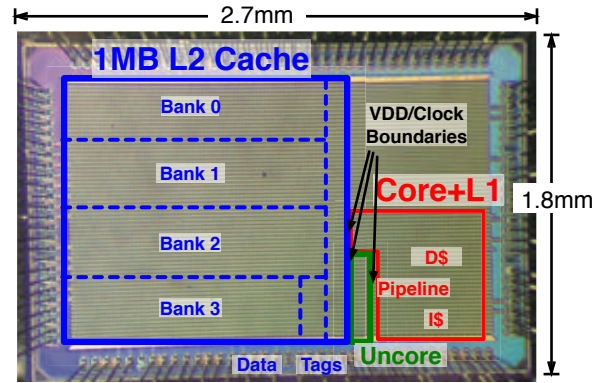 2.7mm
1MB L2 Cache
Bank 0
VDD/Clock
Boundaries
Bank 1
Core+L1
1.8mm
Bank 2
D$
Pipeline
Bank 3
I$
Uncore
Data
Tags